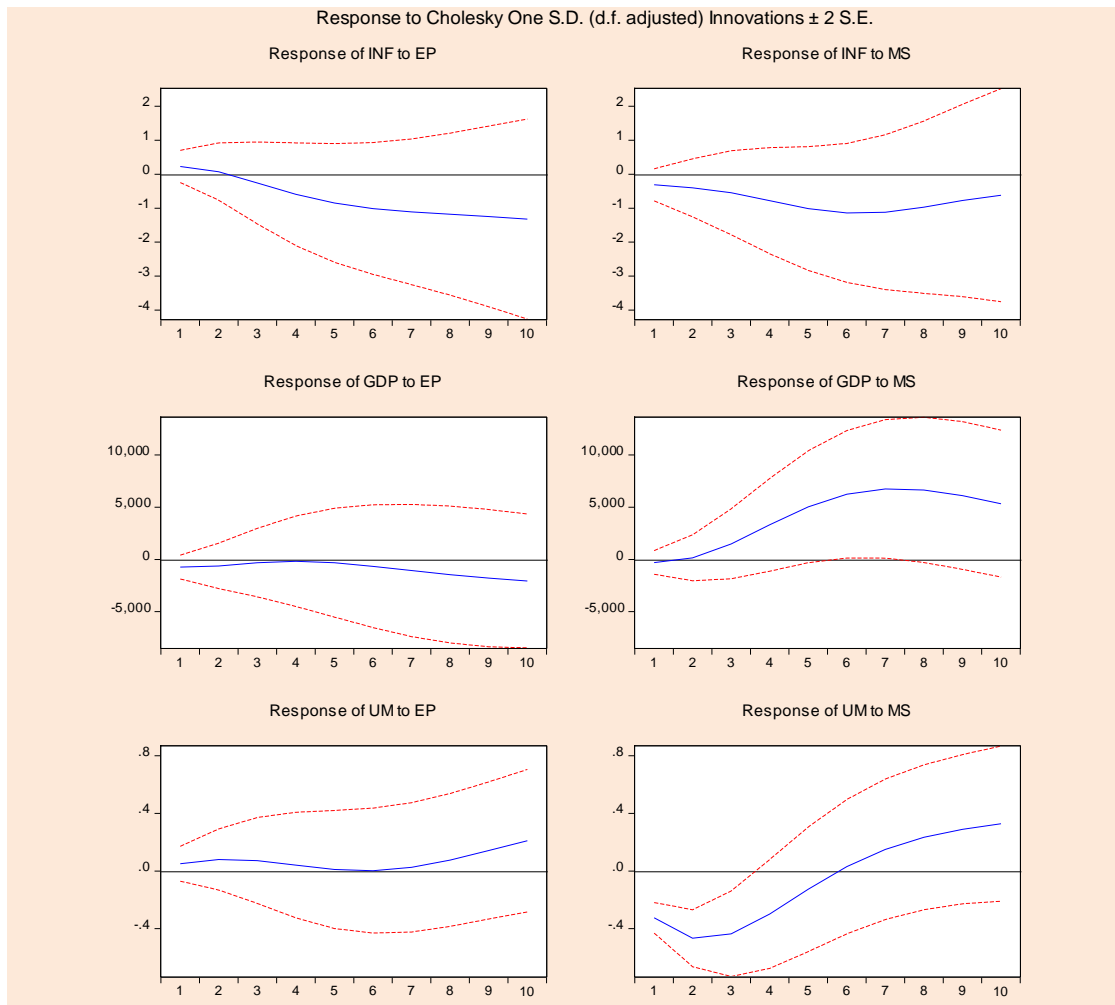 Response to Cholesky One S.D. (d.f. adjusted) Innovations ± 2 S.E.
Response of INF to EP
2
1
0
-1
-2
-3
-4
1 2 3 4 5 6 7 8 9 10
Response of INF to MS
2
1
0
-1
-2
-3
-4
1 2 3 4 5 6 7 8 9 10
Response of GDP to EP
10,000
5,000
0
-5,000
1 2 3 4 5 6 7 8 9 10
Response of GDP to MS
10,000
5,000
0
-5,000
1 2 3 4 5 6 7 8 9 10
Response of UM to EP
.8
.4
.0
-.4
1 2 3 4 5 6 7 8 9 10
Response of UM to MS
.8
.4
.0
-.4
1 2 3 4 5 6 7 8 9 10